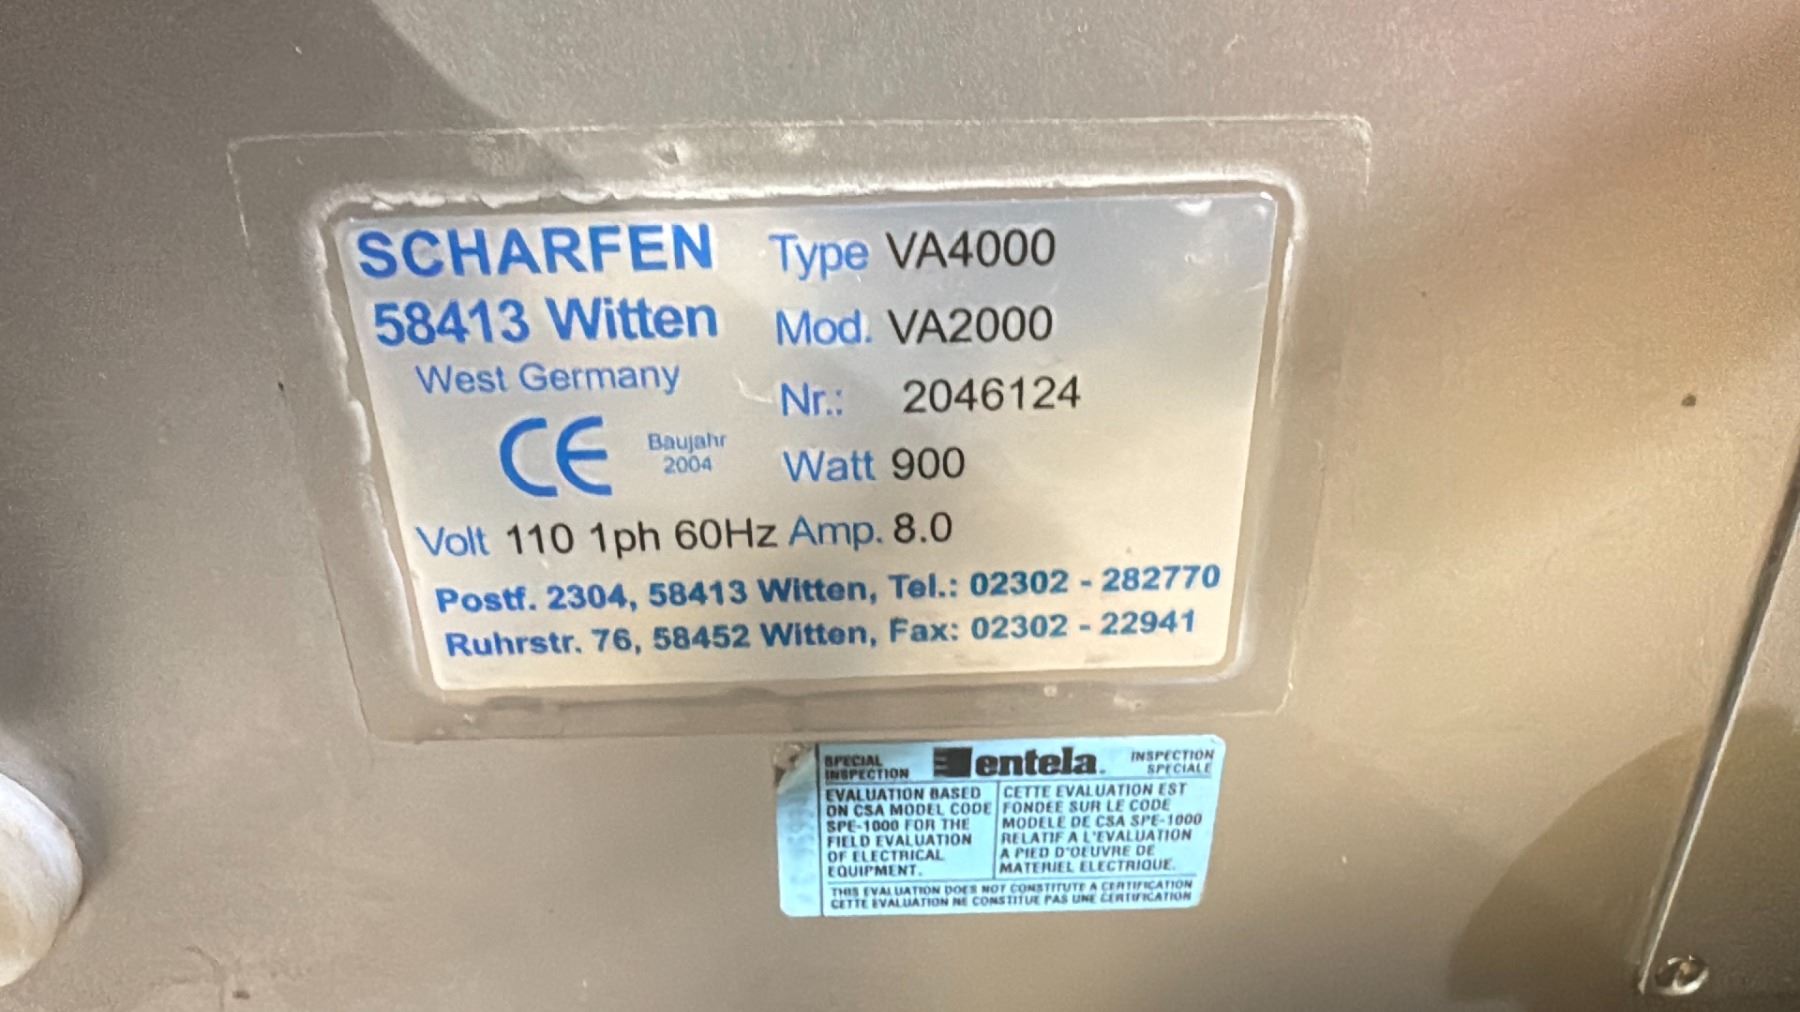 SCHARFEN Type VA4000
58413 Witten Mod. VA2000
West Germany Nr.: 2046124
CE Baujahr 2004 Watt 900
Volt 110 1ph 60Hz Amp. 8.0
Postf. 2304, 58413 Witten, Tel.: 02302 - 282770
Ruhrstr. 76, 58452 Witten, Fax: 02302 - 22941
SPECIAL
INSPECTION
entela.
INSPECTION
SPECIALE
EVALUATION BASED
ON CSA MODEL CODE
SPE-1000 FOR THE
FIELD EVALUATION
OF ELECTRICAL
EQUIPMENT.
CETTE EVALUATION EST
FONDEE SUR LE CODE
MODELE DE CSA SPE-1000
RELATIF A L'EVALUATION
A PIED D'OEUVRE DE
MATERIEL ELECTRIQUE.
THIS EVALUATION DOES NOT CONSTITUTE A CERTIFICATION
CETTE EVALUATION NE CONSTITUE PAS UNE CERTIFICATION